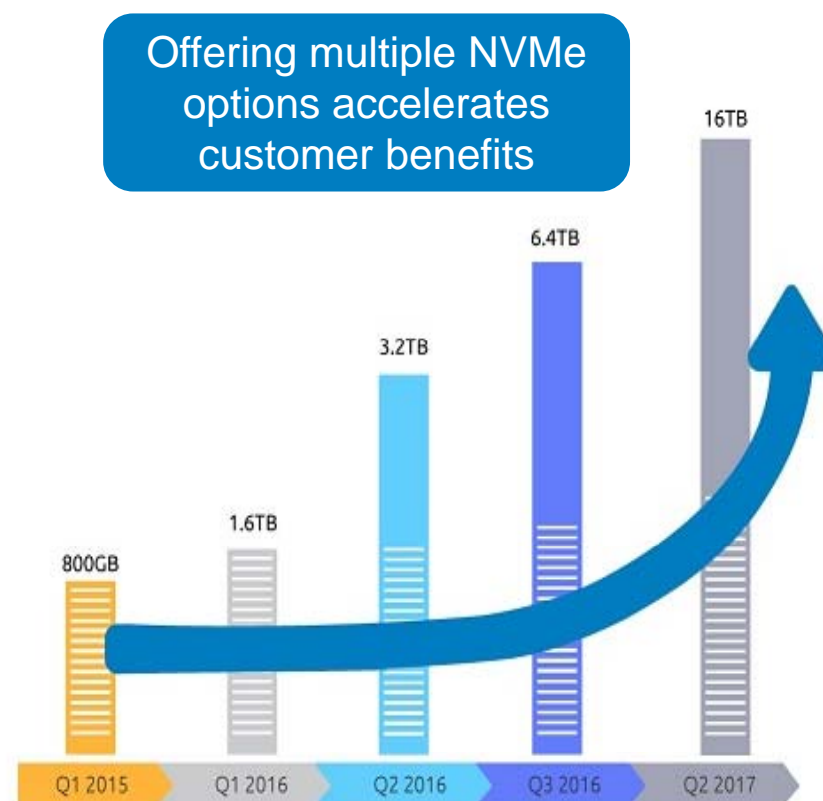 Offering multiple NVMe
options accelerates
customer benefits
16TB
6.4TB
3.2TB
1.6TB
800GB
Q1 2015 Q1 2016 Q2 2016 Q3 2016 Q2 2017